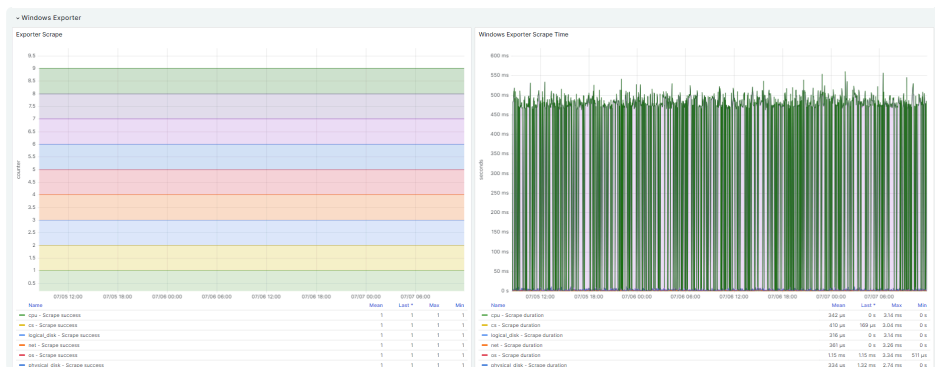 Windows Exporter
Exporter Scrape
9.5
9
8.5
8
7.5
7
6.5
6
5.5
5
4.5
4
3.5
3
2.5
2
1.5
1
0.5
counter
07/05 12:00 07/05 18:00 07/06 00:00 07/06 06:00 07/06 12:00 07/06 18:00 07/07 00:00 07/07 06:00
Name Mean Last * Max Min
cpu - Scrape success 1 1 1 1
cs - Scrape success 1 1 1 1
logical_disk - Scrape success 1 1 1 1
net - Scrape success 1 1 1 1
os - Scrape success 1 1 1 1
physical_disk - Scrape success 1 1 1 1
Windows Exporter Scrape Time
600 ms
550 ms
500 ms
450 ms
400 ms
350 ms
300 ms
250 ms
200 ms
150 ms
100 ms
50 ms
0 s
seconds
07/05 12:00 07/05 18:00 07/06 00:00 07/06 06:00 07/06 12:00 07/06 18:00 07/07 00:00 07/07 06:00
Name Mean Last * Max Min
cpu - Scrape duration 342 µs 0 s 3.14 ms 0 s
cs - Scrape duration 410 µs 169 µs 3.04 ms 0 s
logical_disk - Scrape duration 316 µs 0 s 3.14 ms 0 s
net - Scrape duration 361 µs 0 s 3.26 ms 0 s
os - Scrape duration 1.15 ms 1.15 ms 2.34 ms 511 µs
physical_disk - Scrape duration 334 µs 1.32 ms 2.74 ms 0 s